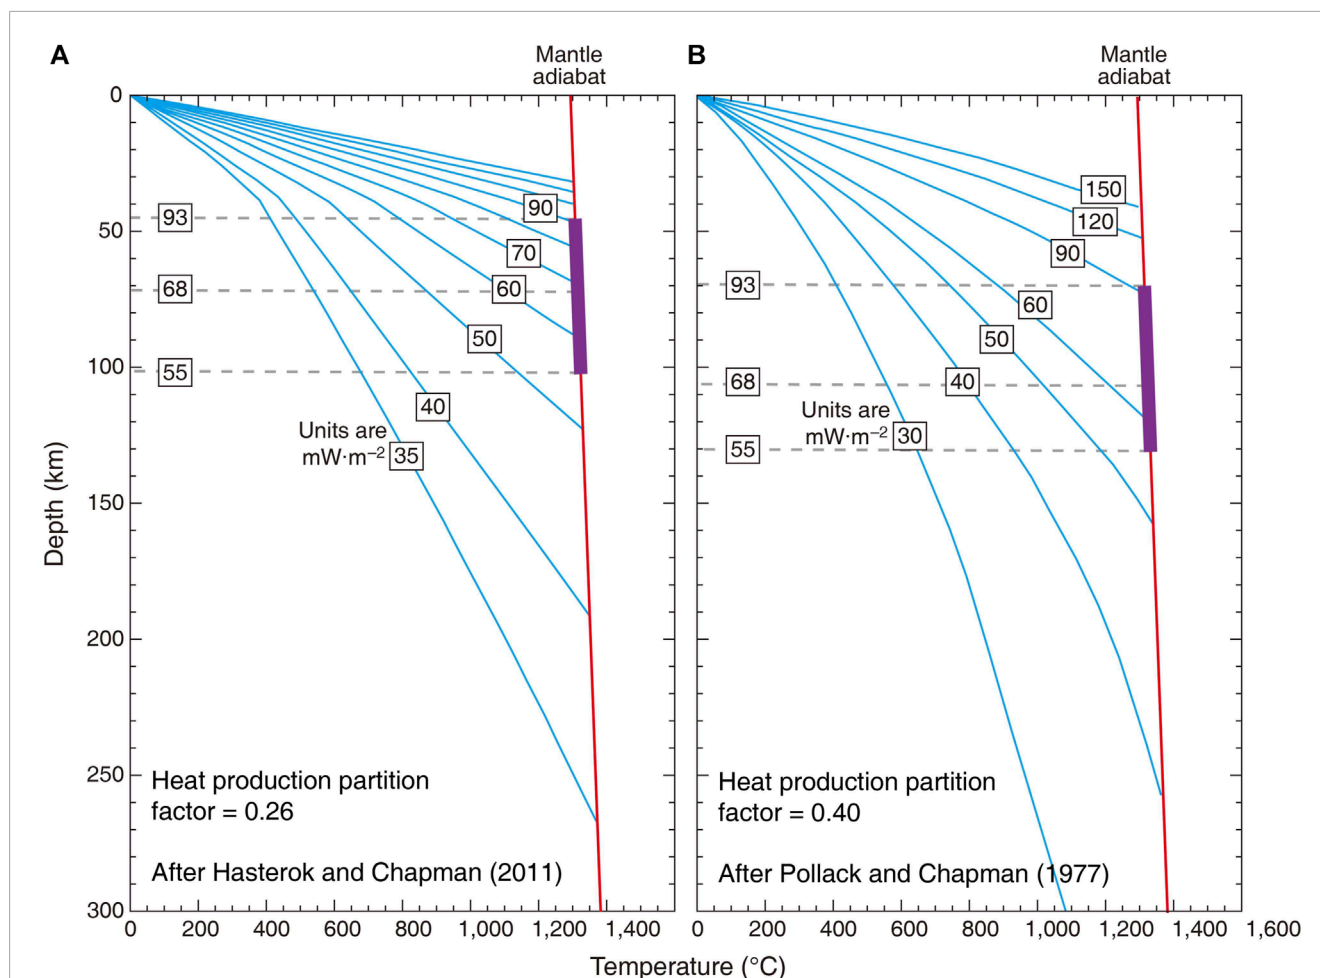 A
Mantle
adiabat
B
Mantle
adiabat
0
50
100
150
200
250
300
Depth (km)
93
68
55
90
70
60
50
40
35
Units are
mW·m–2
Heat production partition
factor = 0.26
After Hasterok and Chapman (2011)
0 200 400 600 800 1,000 1,200 1,400
93
68
55
150
120
90
60
50
40
30
Units are
mW·m–2
Heat production partition
factor = 0.40
After Pollack and Chapman (1977)
0 200 400 600 800 1,000 1,200 1,400 1,600
Temperature (°C)